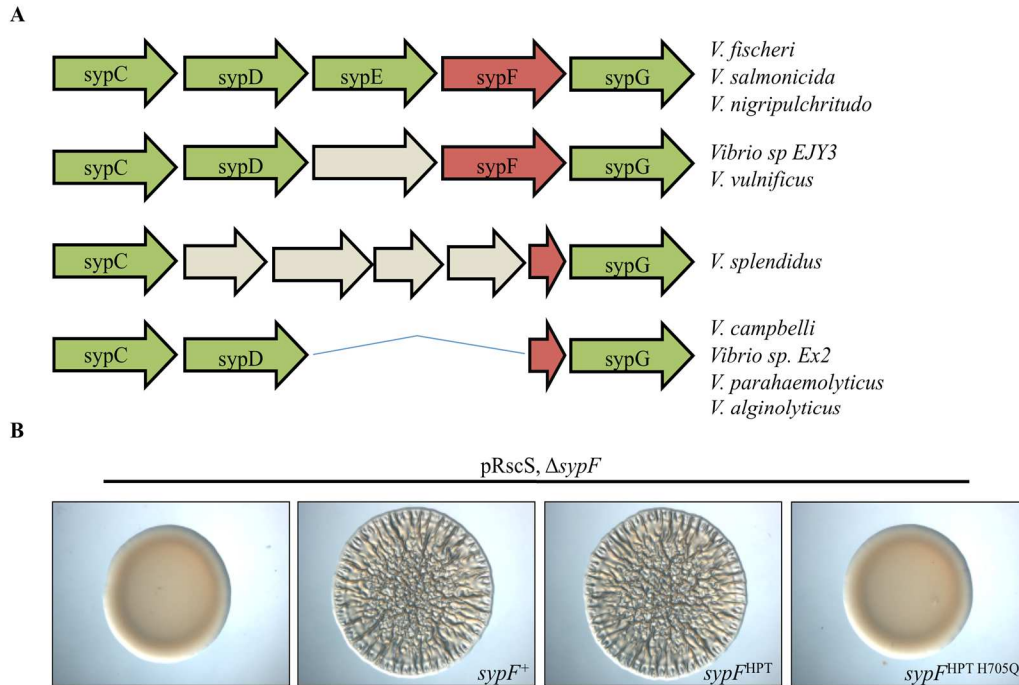 A
sypC sypD sypE sypF sypG
V. fischeri
V. salmonicida
V. nigripulchritudo
sypC sypD sypF sypG
Vibrio sp EJY3
V. vulnificus
sypC sypG
V. splendidus
sypC sypD sypG
V. campbelli
Vibrio sp. Ex2
V. parahaemolyticus
V. alginolyticus
B
pRscS, ΔsypF
sypF+ sypFHPT sypFHPT H705Q